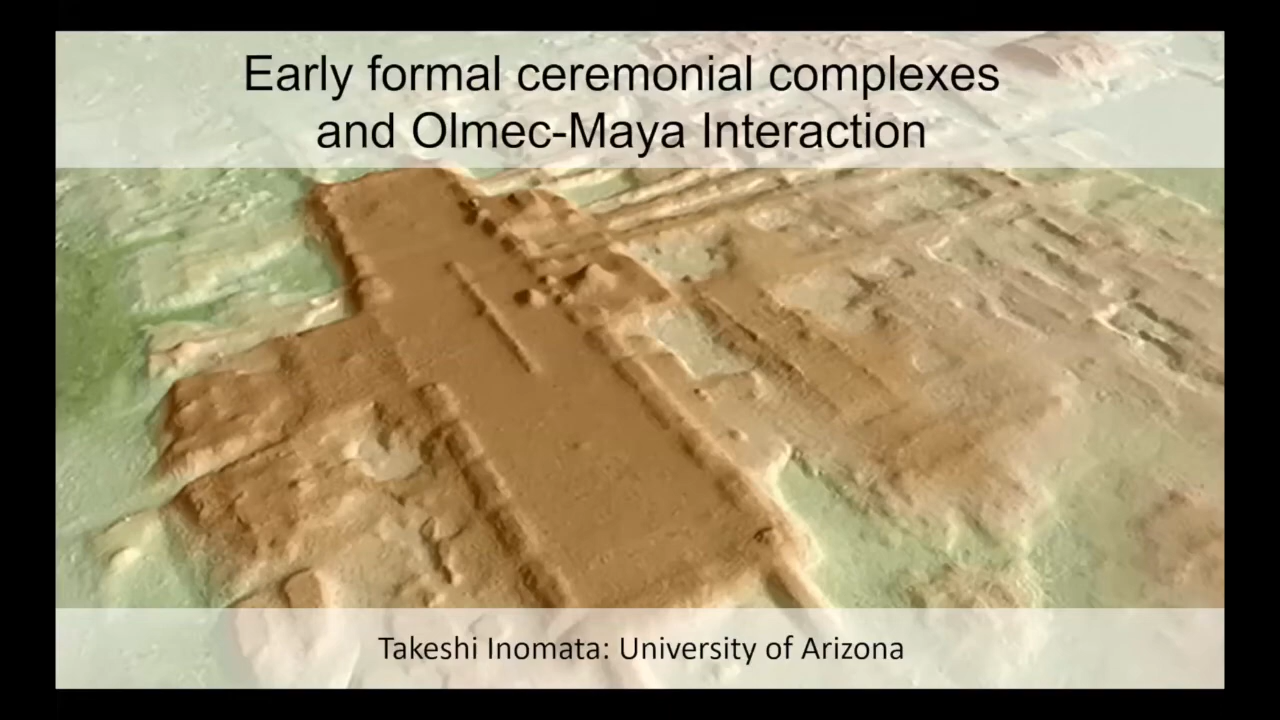 Early formal ceremonial complexes
and Olmec-Maya Interaction
Takeshi Inomata: University of Arizona